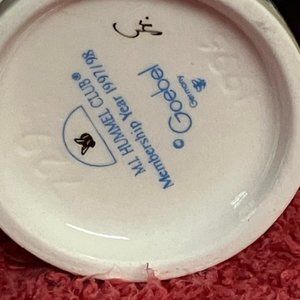 M.I. HUMMEL CLUB®
Membership Year 1997/98
© Goebel
Germany